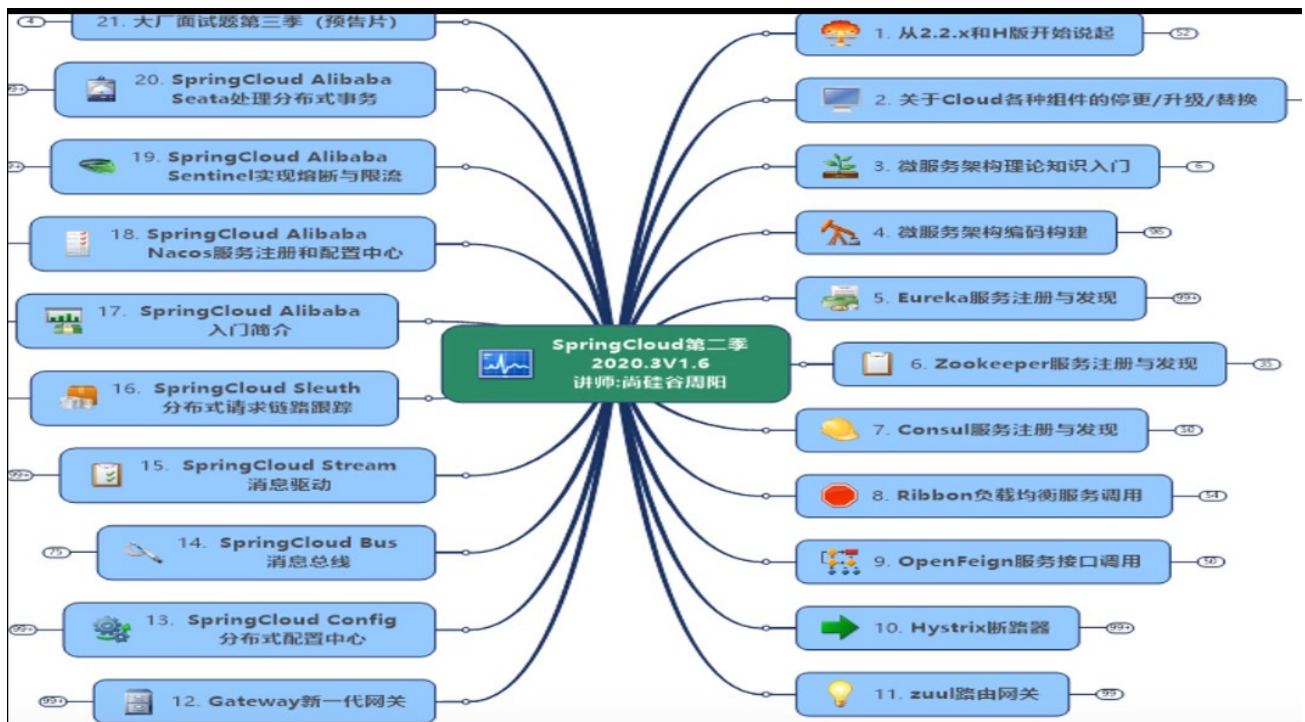 SpringCloud第二季
2020.3V1.6
讲师:尚硅谷周阳
1. 从2.2.x和H版开始说起
52
2. 关于Cloud各种组件的停更/升级/替换
3. 微服务架构理论知识入门
6
4. 微服务架构编码构建
96
5. Eureka服务注册与发现
99+
6. Zookeeper服务注册与发现
35
7. Consul服务注册与发现
50
8. Ribbon负载均衡服务调用
54
9. OpenFeign服务接口调用
50
10. Hystrix断路器
99+
11. zuul路由网关
99
12. Gateway新一代网关
99+
13. SpringCloud Config
分布式配置中心
99+
14. SpringCloud Bus
消息总线
75
15. SpringCloud Stream
消息驱动
99+
16. SpringCloud Sleuth
分布式请求链路跟踪
17. SpringCloud Alibaba
入门简介
18. SpringCloud Alibaba
Nacos服务注册和配置中心
19. SpringCloud Alibaba
Sentinel实现熔断与限流
20. SpringCloud Alibaba
Seata处理分布式事务
21. 大厂面试题第三季（预告片）
4